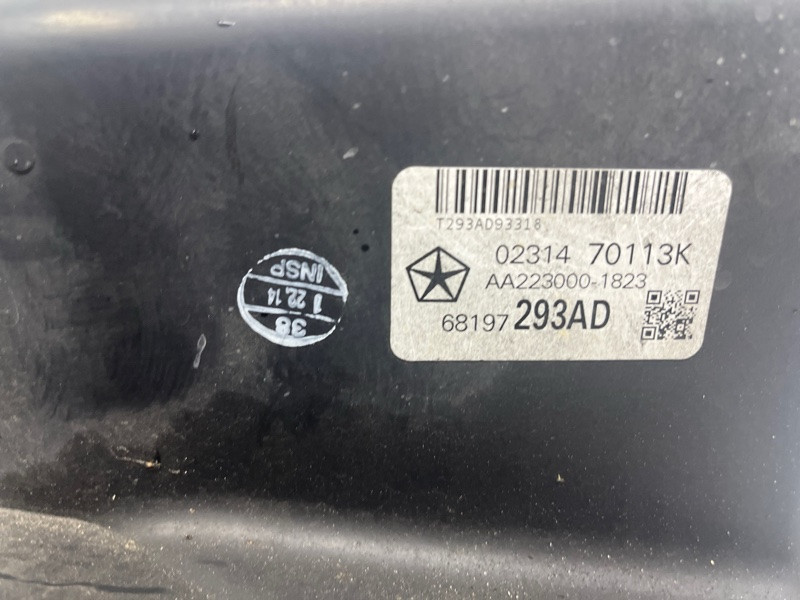 T293AD93318
02314 70113K
AA223000-1823
68197 293AD
INSP
1 22.14
38